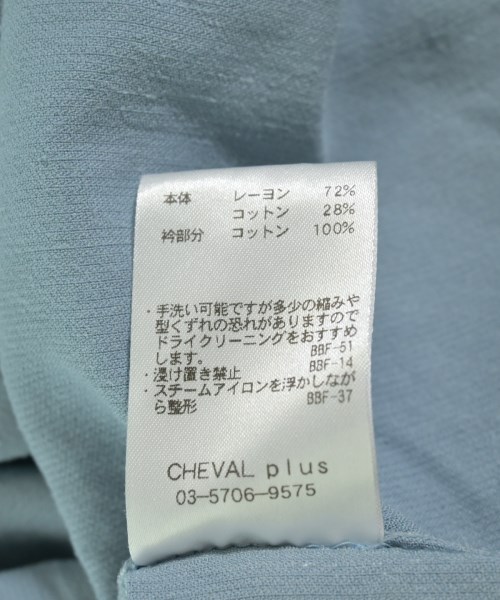 本体 レーヨン 72%
コットン 28%
衿部分 コットン 100%
・手洗い可能ですが多少の縮みや
型くずれの恐れがありますので
ドライクリーニングをおすすめ
します。 BBF-51
・浸け置き禁止 BBF-14
・スチームアイロンを浮かしなが
ら整形 BBF-37
CHEVAL plus
03-5706-9575